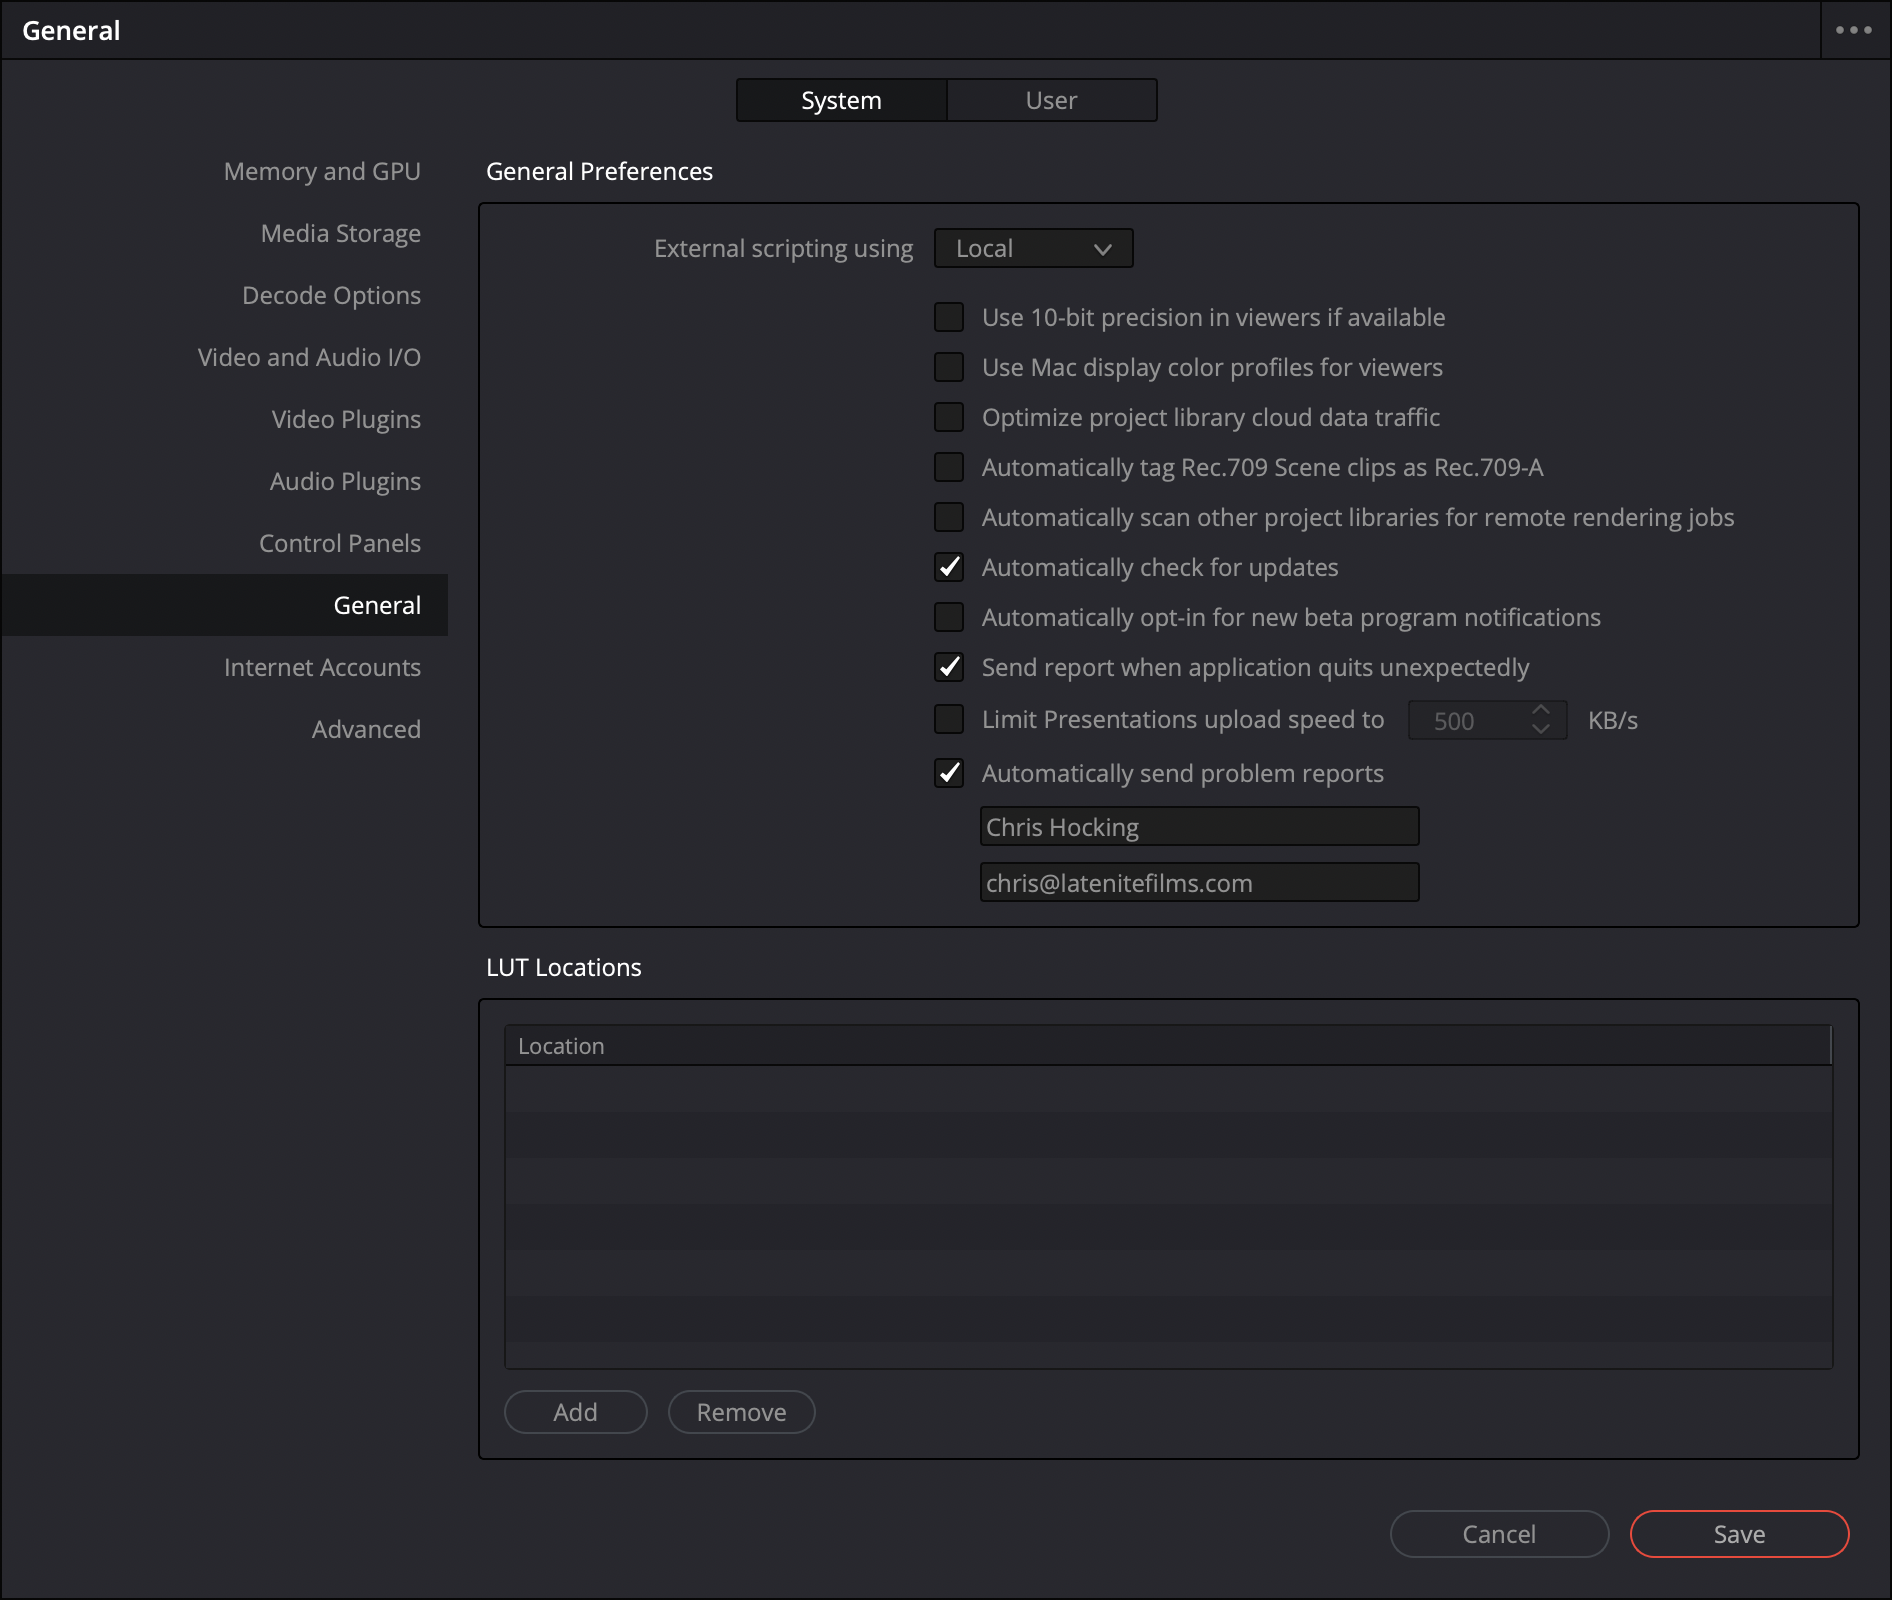 General
System
User
Memory and GPU
Media Storage
Decode Options
Video and Audio I/O
Video Plugins
Audio Plugins
Control Panels
General
Internet Accounts
Advanced
General Preferences
External scripting using Local
Use 10-bit precision in viewers if available
Use Mac display color profiles for viewers
Optimize project library cloud data traffic
Automatically tag Rec.709 Scene clips as Rec.709-A
Automatically scan other project libraries for remote rendering jobs
Automatically check for updates
Automatically opt-in for new beta program notifications
Send report when application quits unexpectedly
Limit Presentations upload speed to 500 KB/s
Automatically send problem reports
Chris Hocking
chris@latenitefilms.com
LUT Locations
Location
Add
Remove
Cancel
Save